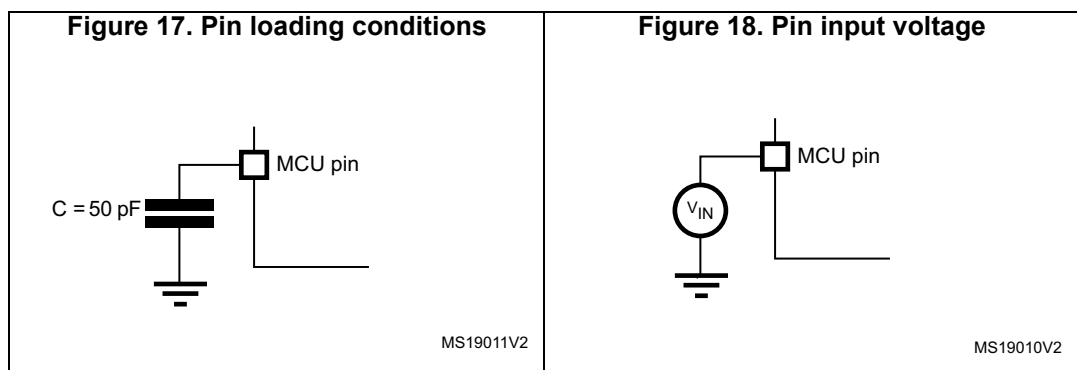 Figure 17. Pin loading conditions
MCU pin
C = 50 pF
MS19011V2
Figure 18. Pin input voltage
MCU pin
VIN
MS19010V2